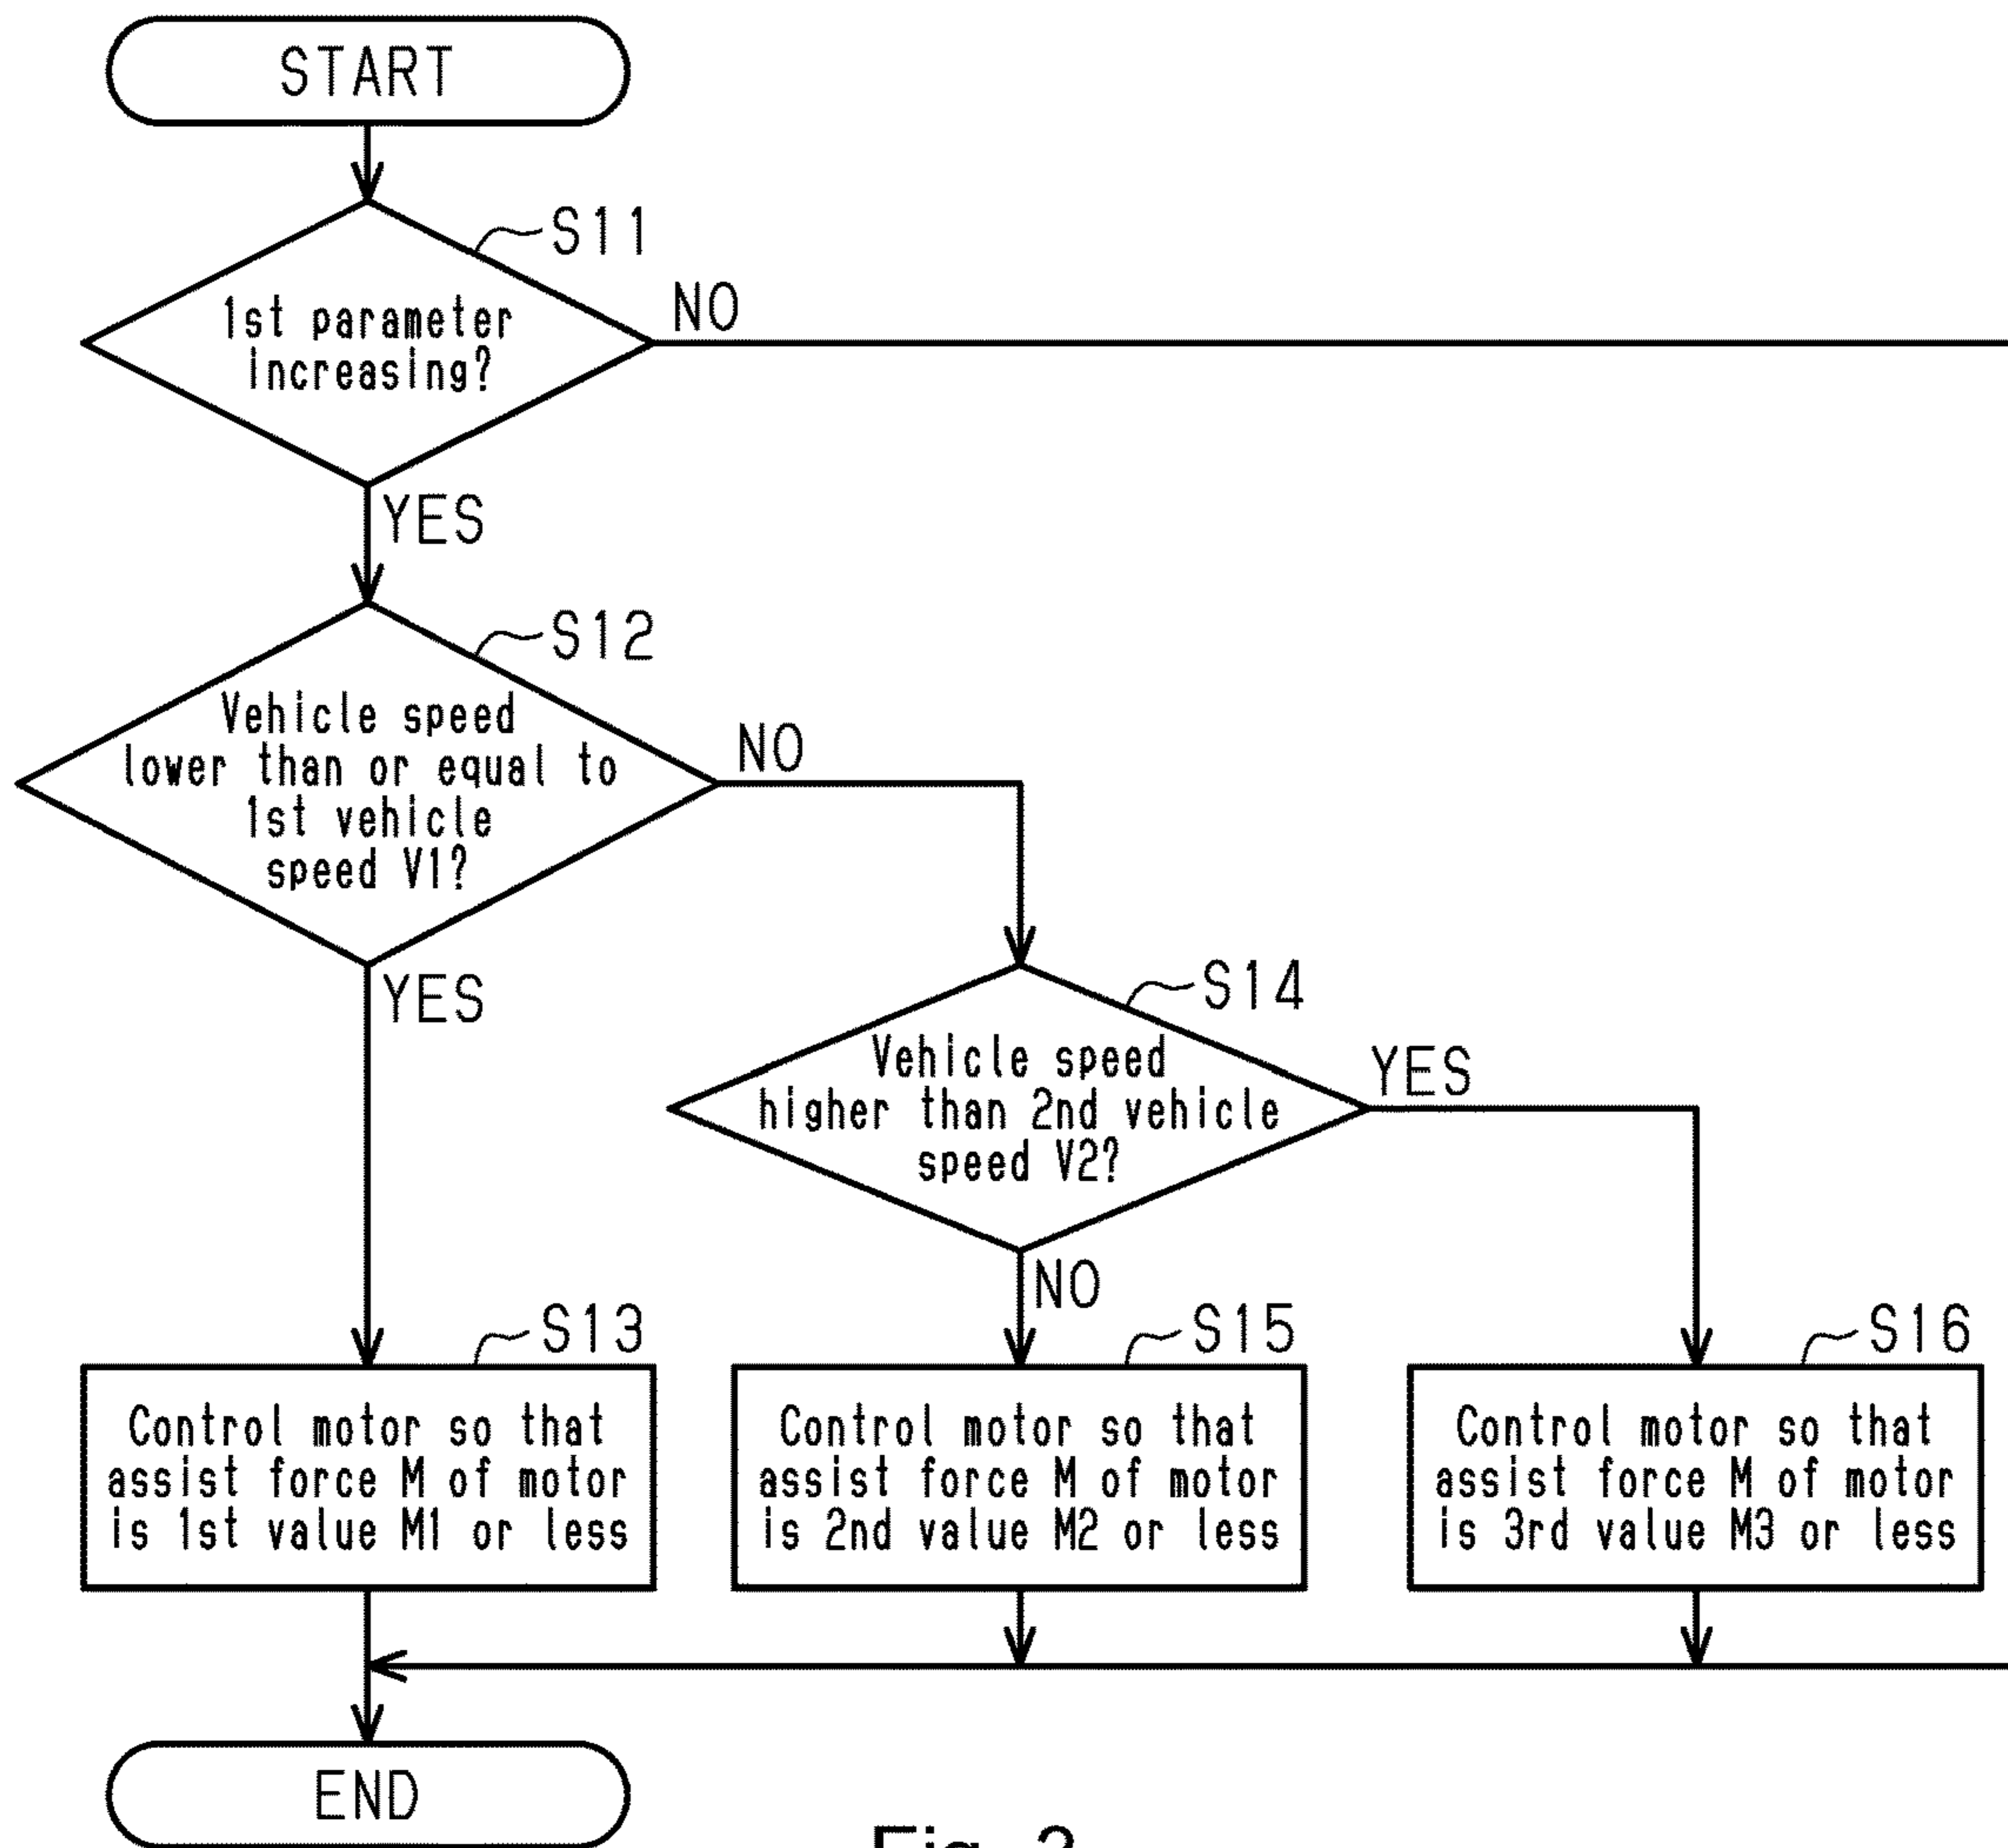 START
S11
1st parameter
increasing?
NO
YES
S12
Vehicle speed
lower than or equal to
1st vehicle
speed V1?
NO
YES
S14
Vehicle speed
higher than 2nd vehicle
speed V2?
YES
NO
S13
Control motor so that
assist force M of motor
is 1st value M1 or less
S15
Control motor so that
assist force M of motor
is 2nd value M2 or less
S16
Control motor so that
assist force M of motor
is 3rd value M3 or less
END